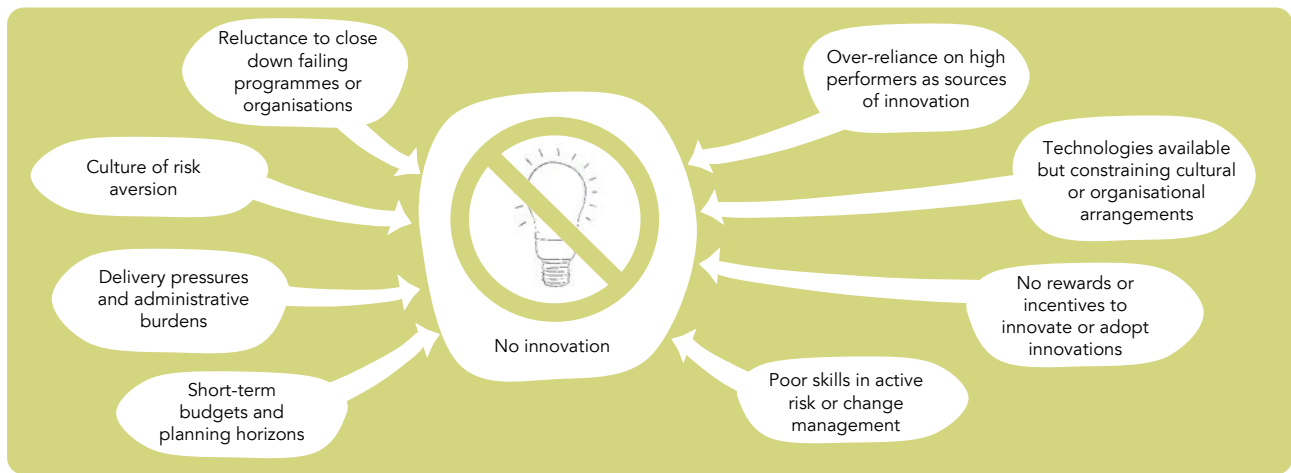 Reluctance to close
down failing
programmes or
organisations
Culture of risk
aversion
Delivery pressures
and administrative
burdens
Short-term
budgets and
planning horizons
No innovation
Over-reliance on high
performers as sources
of innovation
Technologies available
but constraining cultural
or organisational
arrangements
No rewards or
incentives to
innovate or adopt
innovations
Poor skills in active
risk or change
management